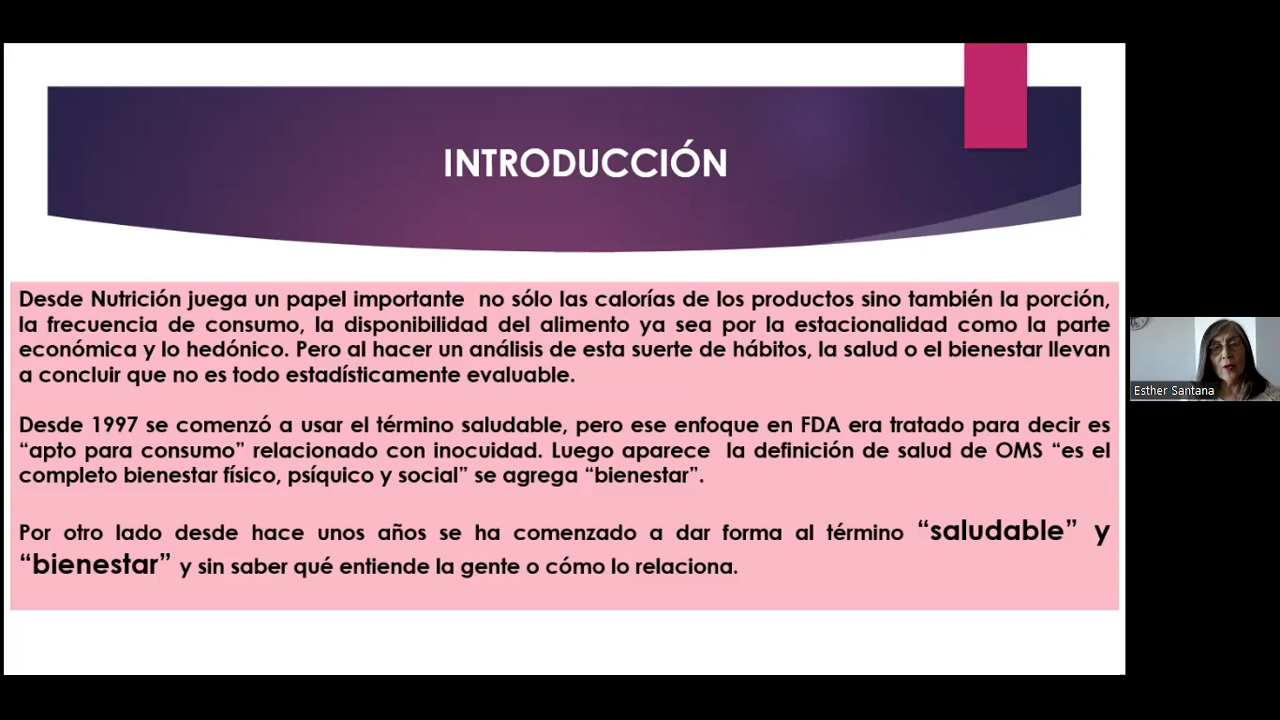 INTRODUCCIÓN
Desde Nutrición juega un papel importante no sólo las calorías de los productos sino también la porción,
la frecuencia de consumo, la disponibilidad del alimento ya sea por la estacionalidad como la parte
económica y lo hedónico. Pero al hacer un análisis de esta suerte de hábitos, la salud o el bienestar llevan
a concluir que no es todo estadísticamente evaluable.
Desde 1997 se comenzó a usar el término saludable, pero ese enfoque en FDA era tratado para decir es
“apto para consumo” relacionado con inocuidad. Luego aparece la definición de salud de OMS “es el
completo bienestar físico, psíquico y social” se agrega “bienestar”.
Por otro lado desde hace unos años se ha comenzado a dar forma al término “saludable” y
“bienestar” y sin saber qué entiende la gente o cómo lo relaciona.
Esther Santana